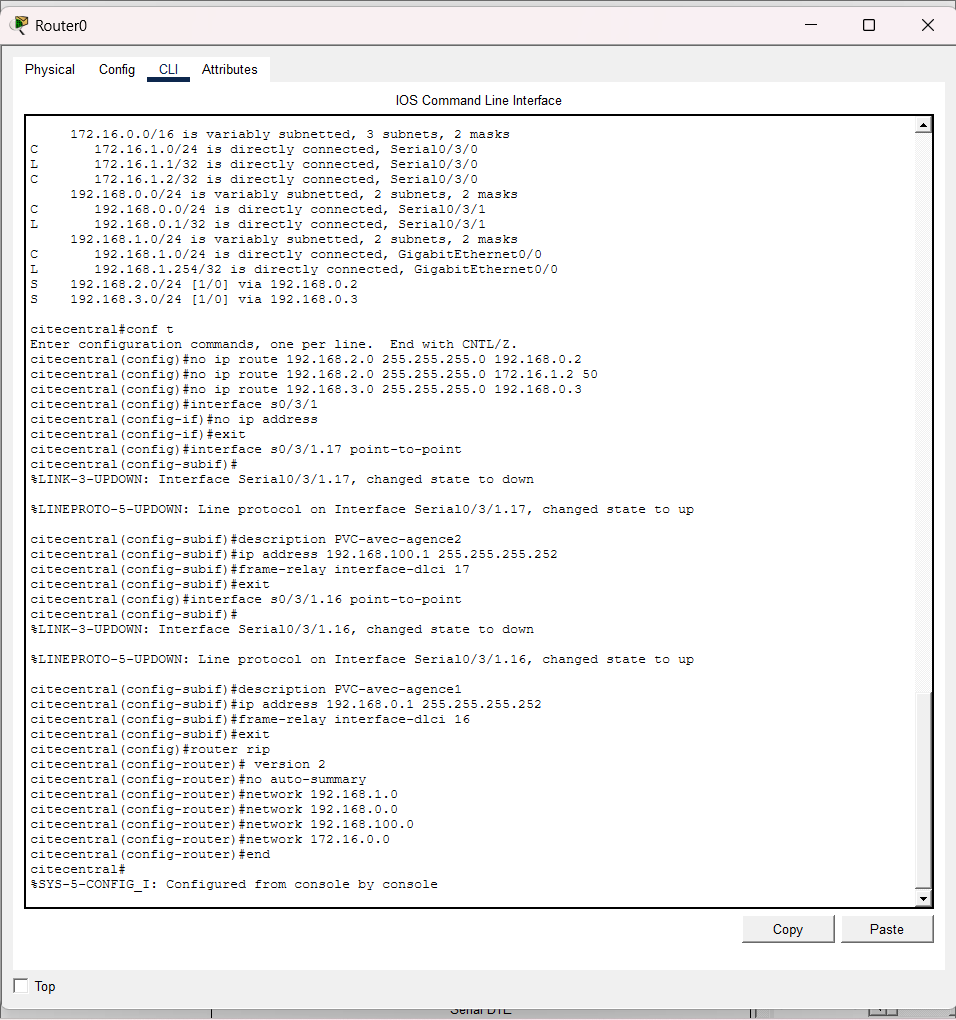 Router0
Physical Config CLI Attributes
IOS Command Line Interface
172.16.0.0/16 is variably subnetted, 3 subnets, 2 masks
C 172.16.1.0/24 is directly connected, Serial0/3/0
L 172.16.1.1/32 is directly connected, Serial0/3/0
C 172.16.1.2/32 is directly connected, Serial0/3/0
192.168.0.0/24 is variably subnetted, 2 subnets, 2 masks
C 192.168.0.0/24 is directly connected, Serial0/3/1
L 192.168.0.1/32 is directly connected, Serial0/3/1
192.168.1.0/24 is variably subnetted, 2 subnets, 2 masks
C 192.168.1.0/24 is directly connected, GigabitEthernet0/0
L 192.168.1.254/32 is directly connected, GigabitEthernet0/0
S 192.168.2.0/24 [1/0] via 192.168.0.2
S 192.168.3.0/24 [1/0] via 192.168.0.3
citecentral#conf t
Enter configuration commands, one per line. End with CNTL/Z.
citecentral(config)#no ip route 192.168.2.0 255.255.255.0 192.168.0.2
citecentral(config)#no ip route 192.168.2.0 255.255.255.0 172.16.1.2 50
citecentral(config)#no ip route 192.168.3.0 255.255.255.0 192.168.0.3
citecentral(config)#interface s0/3/1
citecentral(config-if)#no ip address
citecentral(config-if)#exit
citecentral(config)#interface s0/3/1.17 point-to-point
citecentral(config-subif)#
%LINK-3-UPDOWN: Interface Serial0/3/1.17, changed state to down
%LINEPROTO-5-UPDOWN: Line protocol on Interface Serial0/3/1.17, changed state to up
citecentral(config-subif)#description PVC-avec-agence2
citecentral(config-subif)#ip address 192.168.100.1 255.255.255.252
citecentral(config-subif)#frame-relay interface-dlci 17
citecentral(config-subif)#exit
citecentral(config)#interface s0/3/1.16 point-to-point
citecentral(config-subif)#
%LINK-3-UPDOWN: Interface Serial0/3/1.16, changed state to down
%LINEPROTO-5-UPDOWN: Line protocol on Interface Serial0/3/1.16, changed state to up
citecentral(config-subif)#description PVC-avec-agence1
citecentral(config-subif)#ip address 192.168.0.1 255.255.255.252
citecentral(config-subif)#frame-relay interface-dlci 16
citecentral(config-subif)#exit
citecentral(config)#router rip
citecentral(config-router)# version 2
citecentral(config-router)#no auto-summary
citecentral(config-router)#network 192.168.1.0
citecentral(config-router)#network 192.168.0.0
citecentral(config-router)#network 192.168.100.0
citecentral(config-router)#network 172.16.0.0
citecentral(config-router)#end
citecentral#
%SYS-5-CONFIG_I: Configured from console by console
Copy Paste
Top
Serial DTE